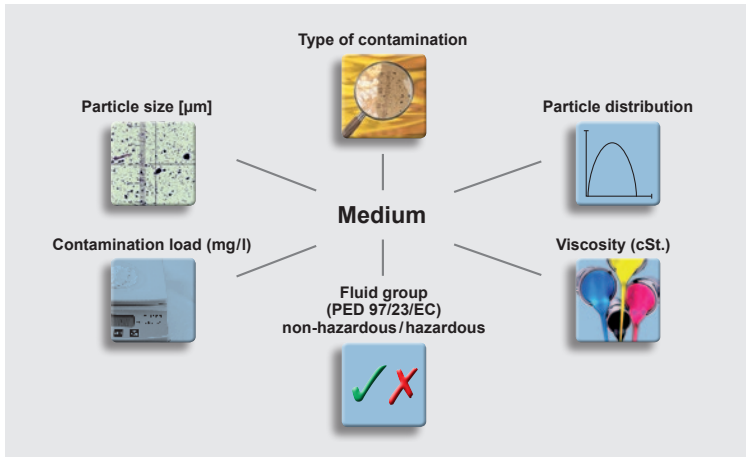 Type of contamination
Particle size [µm]
Particle distribution
Medium
Contamination load (mg/l)
Viscosity (cSt.)
Fluid group
(PED 97/23/EC)
non-hazardous/hazardous